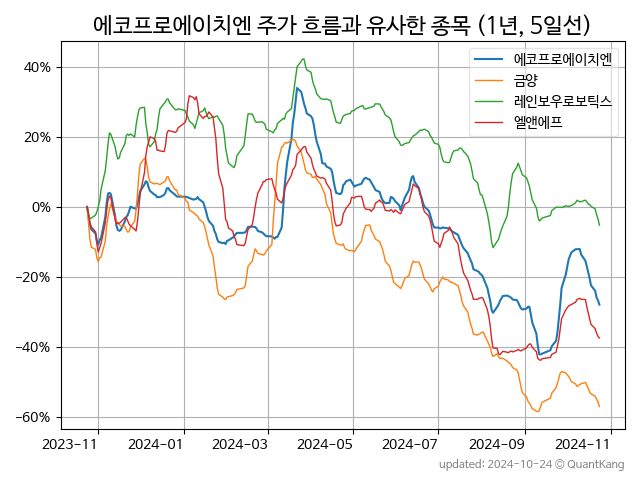 에코프로에이치엔 주가 흐름과 유사한 종목 (1년, 5일선)
에코프로에이치엔
금양
레인보우로보틱스
엘앤에프
40%
20%
0%
−20%
−40%
−60%
2023-11
2024-01
2024-03
2024-05
2024-07
2024-09
2024-11
updated: 2024-10-24 © QuantKang